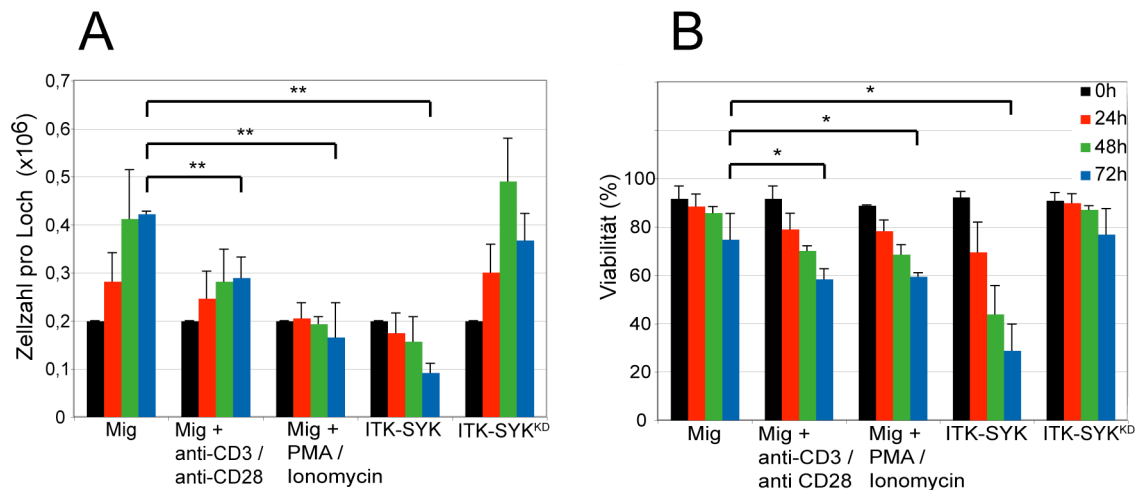 A
Zellzahl pro Loch (x10⁶)
0,7
0,6
0,5
0,4
0,3
0,2
0,1
0
**
**
**
Mig
Mig +
anti-CD3 /
anti-CD28
Mig +
PMA /
Ionomycin
ITK-SYK
ITK-SYKᴷᴰ
B
Viabilität (%)
100
80
60
40
20
0
*
*
*
0h
24h
48h
72h
Mig
Mig +
anti-CD3 /
anti CD28
Mig +
PMA /
Ionomycin
ITK-SYK
ITK-SYKᴷᴰ